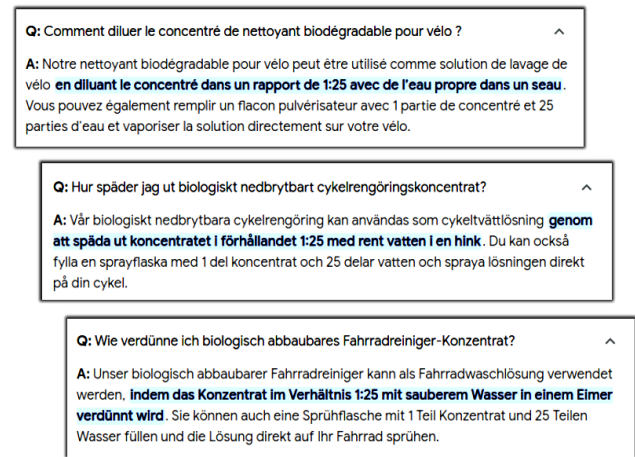 Q: Comment diluer le concentré de nettoyant biodégradable pour vélo ?
A: Notre nettoyant biodégradable pour vélo peut être utilisé comme solution de lavage de
vélo en diluant le concentré dans un rapport de 1:25 avec de l'eau propre dans un seau.
Vous pouvez également remplir un flacon pulvérisateur avec 1 partie de concentré et 25
parties d'eau et vaporiser la solution directement sur votre vélo.
Q: Hur späder jag ut biologiskt nedbrytbart cykelrengöringskoncentrat?
A: Vår biologiskt nedbrytbara cykelrengöring kan användas som cykeltvättlösning genom
att späda ut koncentratet i förhållandet 1:25 med rent vatten i en hink. Du kan också
fylla en sprayflaska med 1 del koncentrat och 25 delar vatten och spraya lösningen direkt
på din cykel.
Q: Wie verdünne ich biologisch abbaubares Fahrradreiniger-Konzentrat?
A: Unser biologisch abbaubarer Fahrradreiniger kann als Fahrradwaschlösung verwendet
werden, indem das Konzentrat im Verhältnis 1:25 mit sauberem Wasser in einem Eimer
verdünnt wird. Sie können auch eine Sprühflasche mit 1 Teil Konzentrat und 25 Teilen
Wasser füllen und die Lösung direkt auf Ihr Fahrrad sprühen.